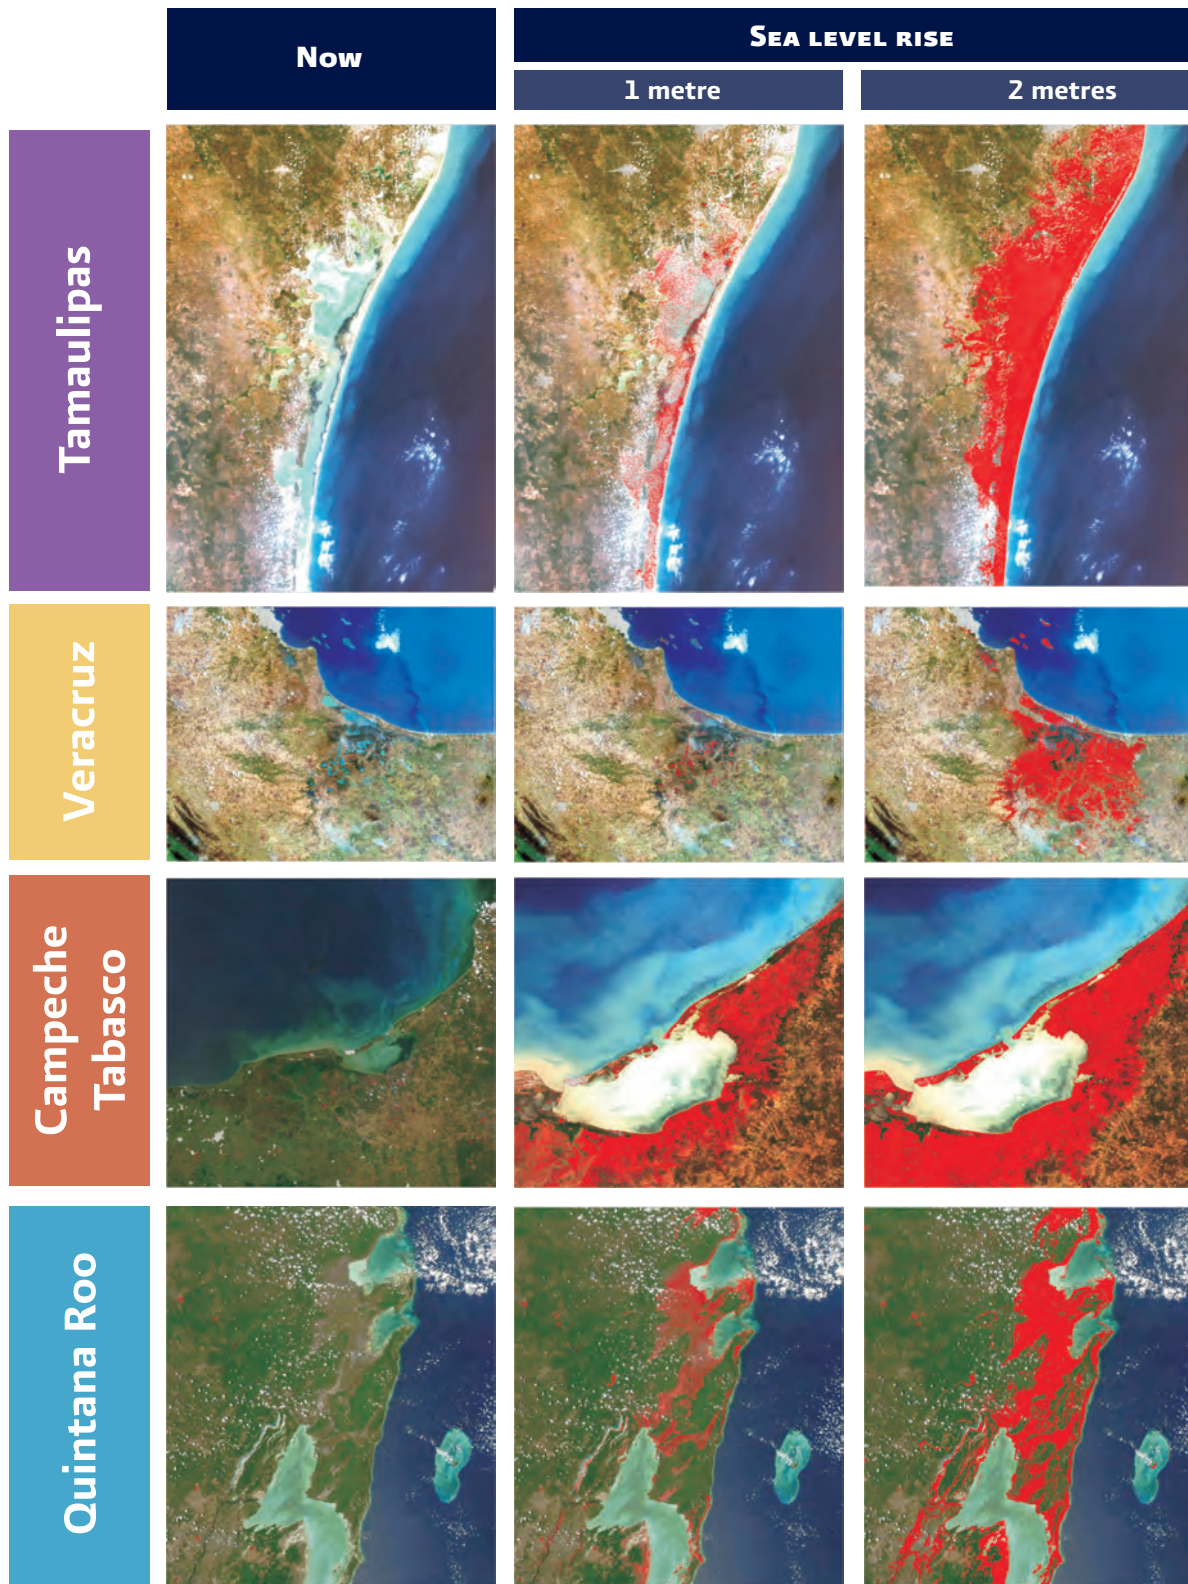 Now
Sea level rise
1 metre
2 metres
Tamaulipas
Veracruz
Campeche
Tabasco
Quintana Roo